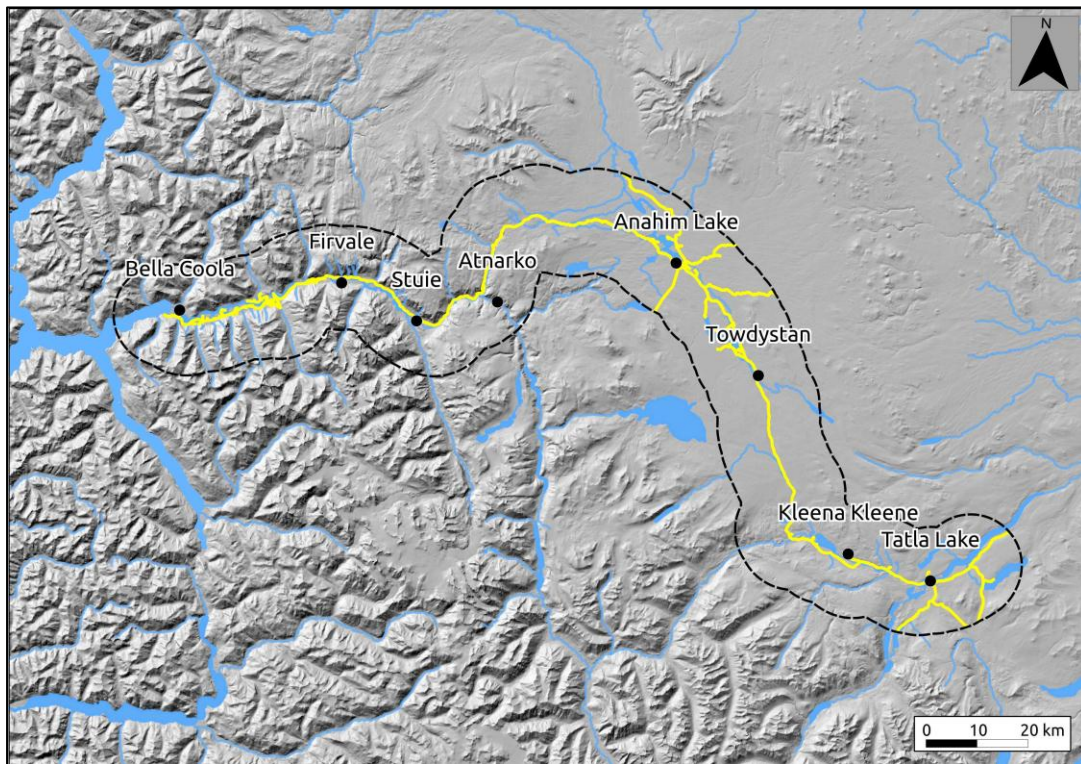 N
Anahim Lake
Firvale
Bella Coola
Stuie
Atnarko
Towdystan
Kleena Kleene
Tatla Lake
0 10 20 km